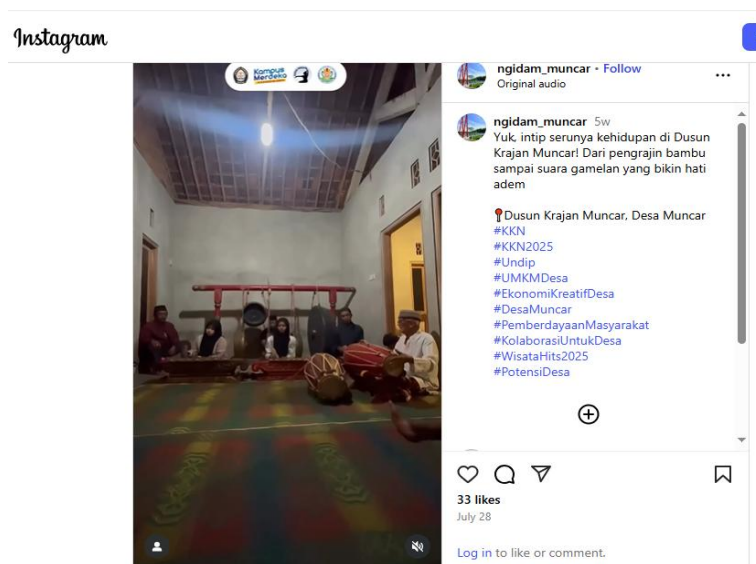 Instagram
Kampus
Merdeka
ngidam_muncar • Follow
Original audio
ngidam_muncar 5w
Yuk, intip serunya kehidupan di Dusun
Krajan Muncar! Dari pengrajin bambu
sampai suara gamelan yang bikin hati
adem
Dusun Krajan Muncar, Desa Muncar
#KKN
#KKN2025
#Undip
#UMKMDesa
#EkonomiKreatifDesa
#DesaMuncar
#PemberdayaanMasyarakat
#KolaborasiUntukDesa
#WisataHits2025
#PotensiDesa
33 likes
July 28
Log in to like or comment.